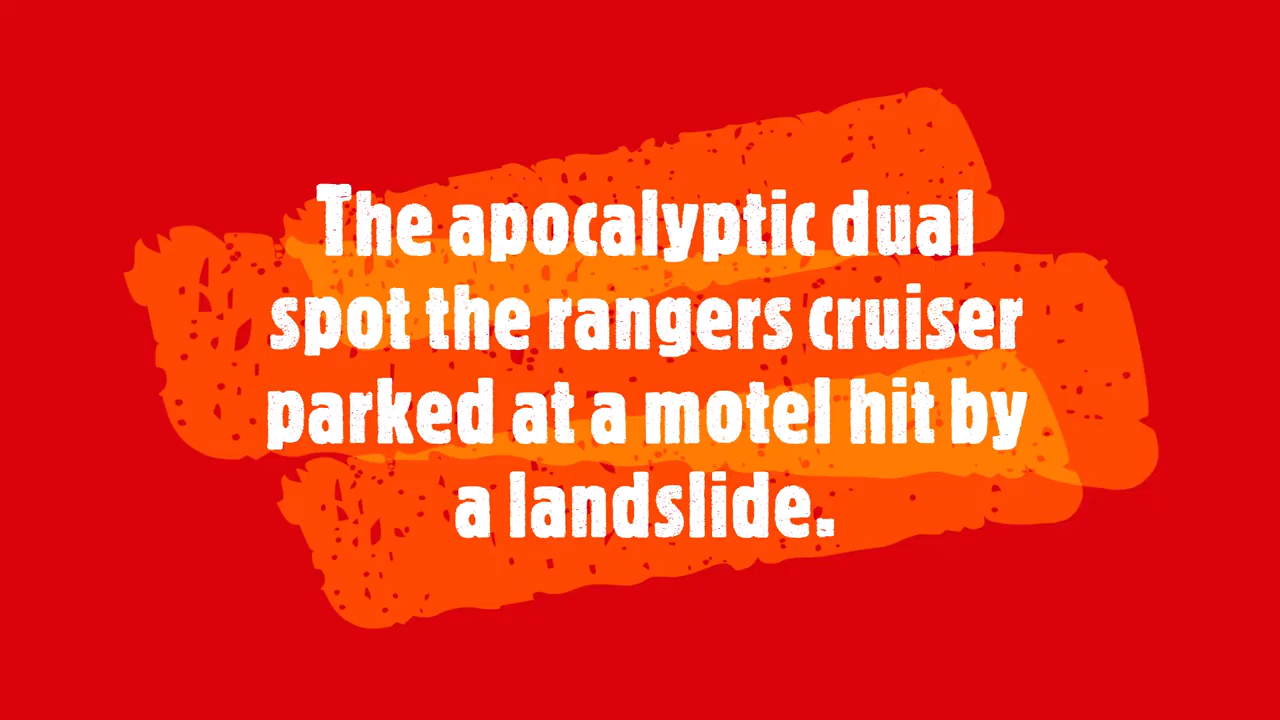 The apocalyptic dual
spot the rangers cruiser
parked at a motel hit by
a landslide.